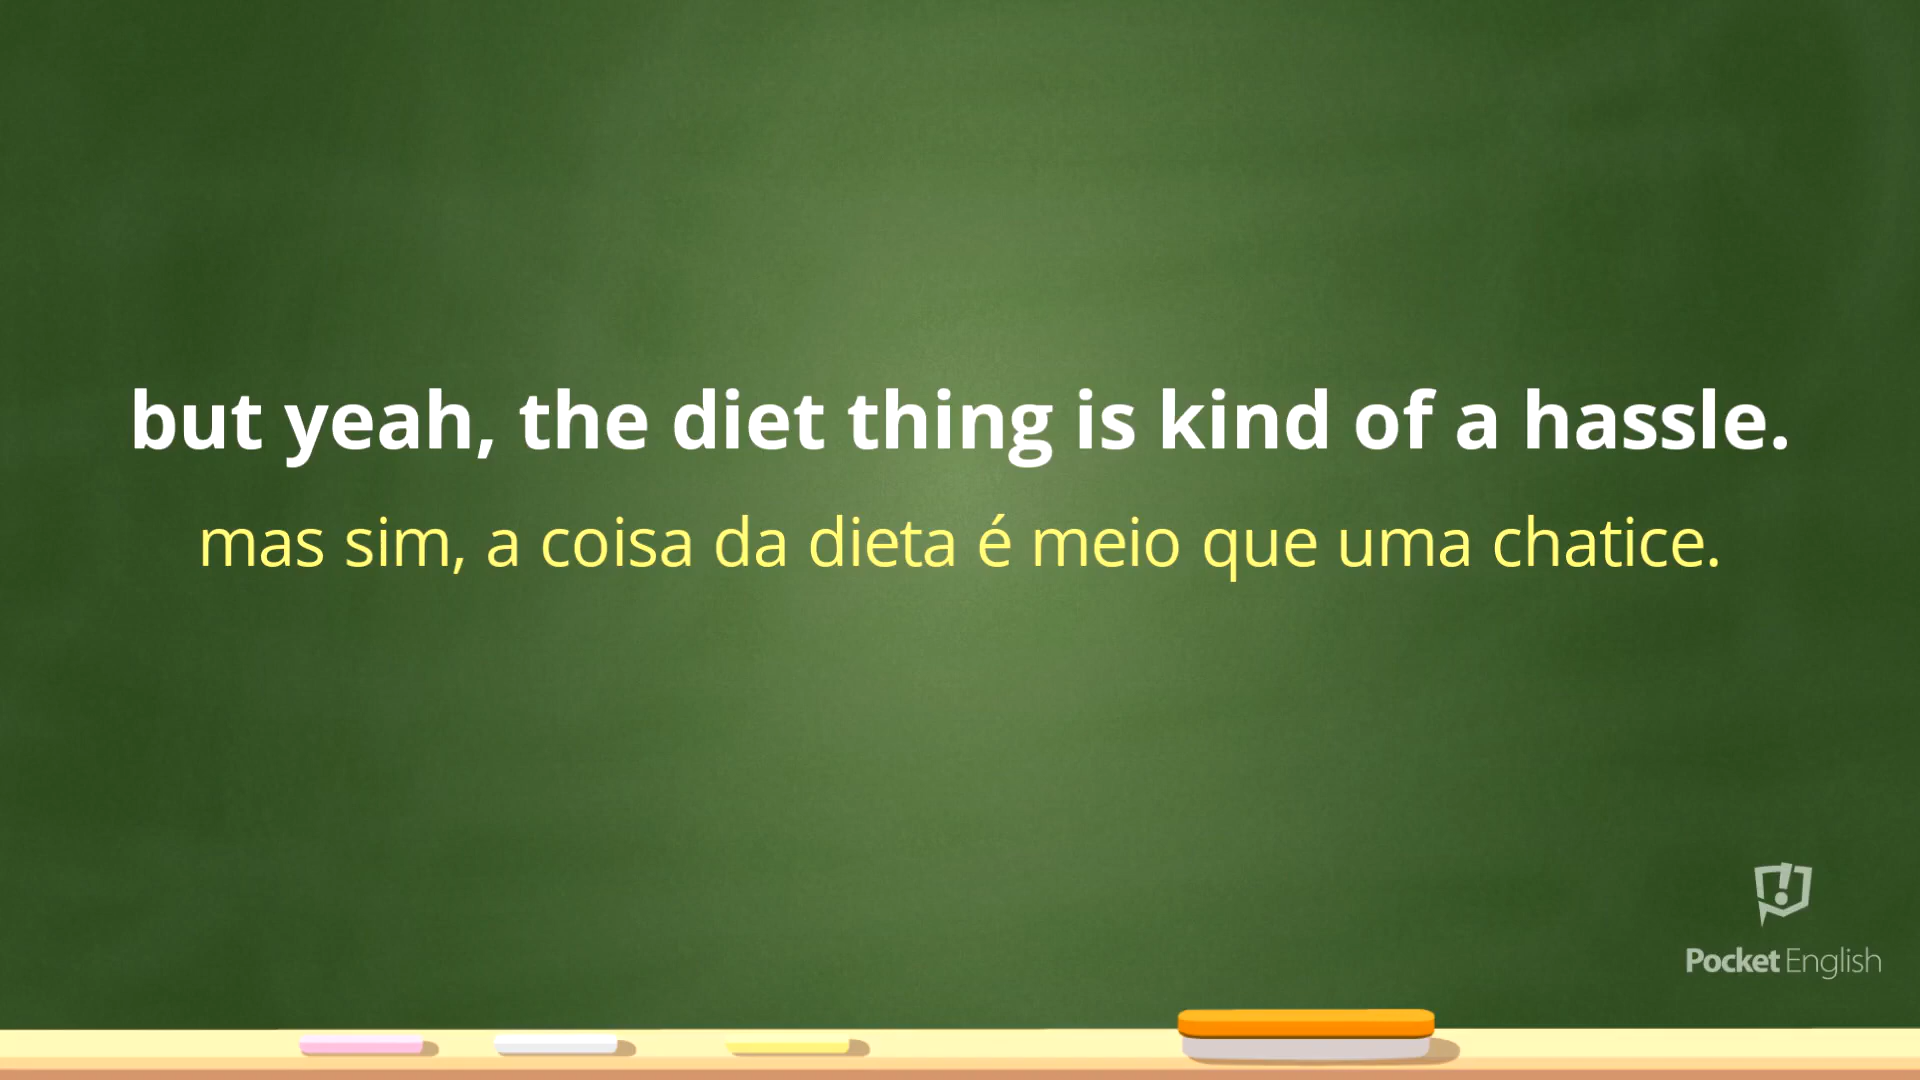 but yeah, the diet thing is kind of a hassle.
mas sim, a coisa da dieta é meio que uma chatice.
Pocket English